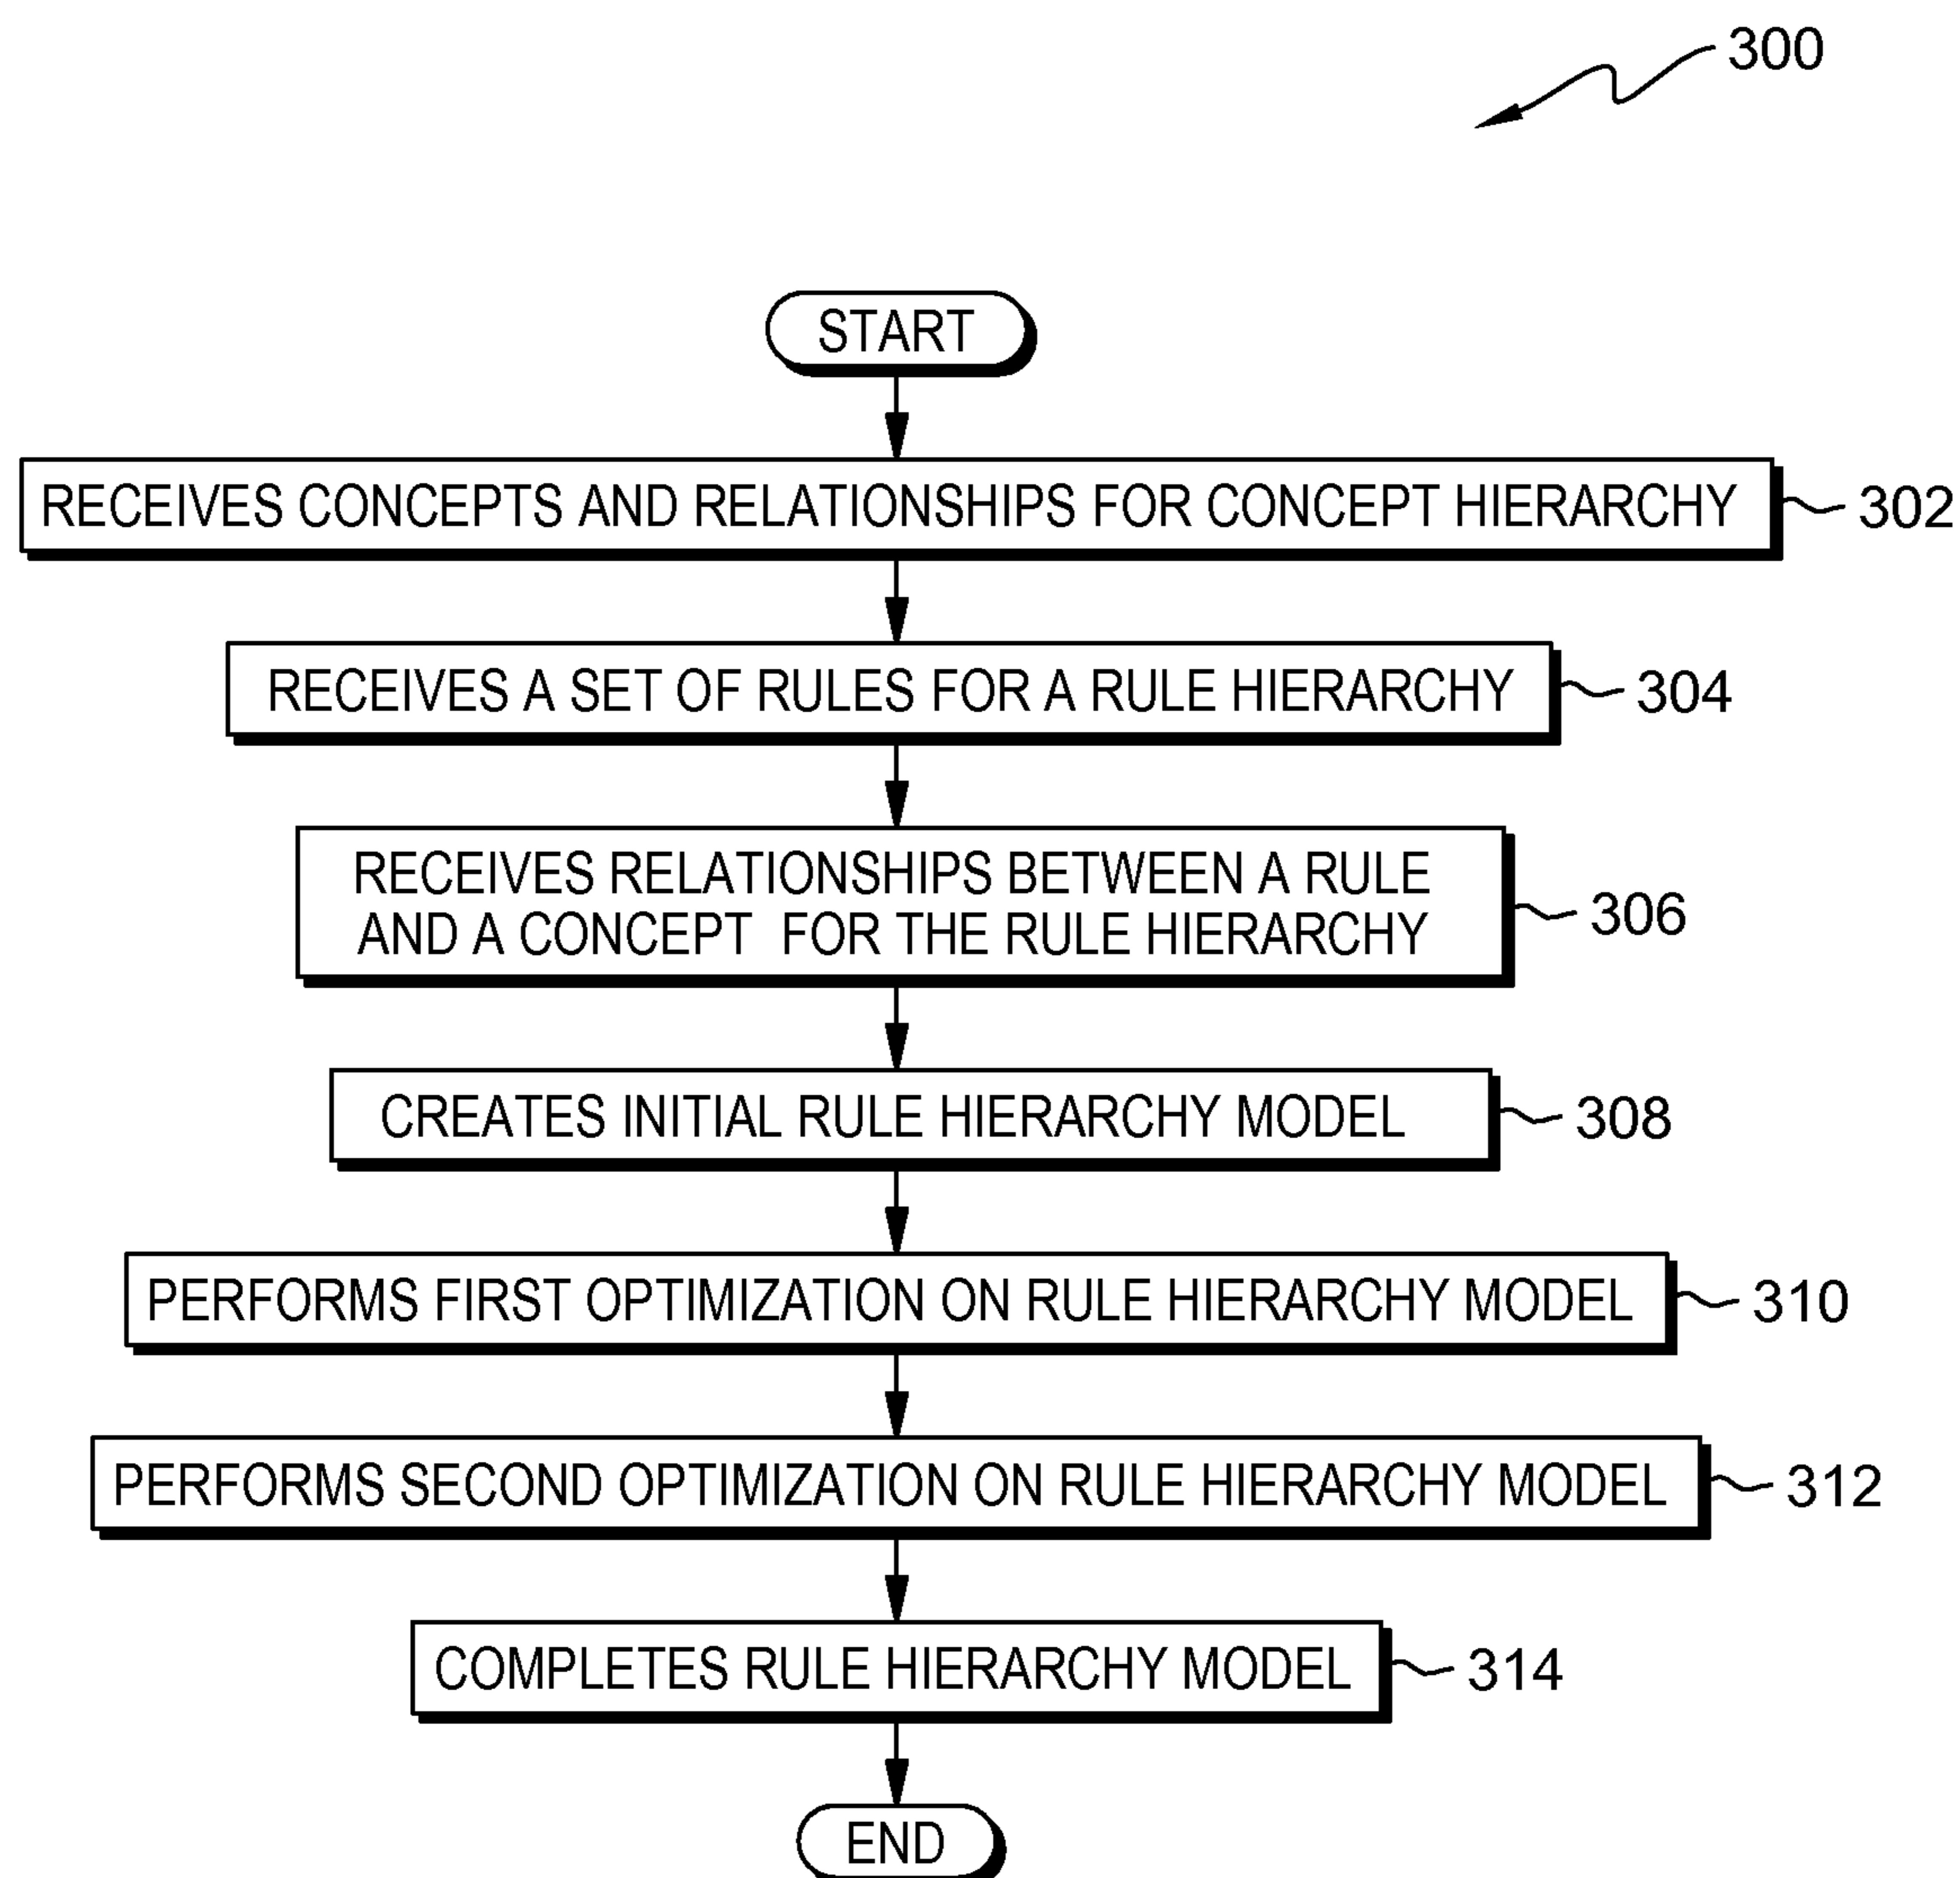 300
START
RECEIVES CONCEPTS AND RELATIONSHIPS FOR CONCEPT HIERARCHY
302
RECEIVES A SET OF RULES FOR A RULE HIERARCHY
304
RECEIVES RELATIONSHIPS BETWEEN A RULE
AND A CONCEPT FOR THE RULE HIERARCHY
306
CREATES INITIAL RULE HIERARCHY MODEL
308
PERFORMS FIRST OPTIMIZATION ON RULE HIERARCHY MODEL
310
PERFORMS SECOND OPTIMIZATION ON RULE HIERARCHY MODEL
312
COMPLETES RULE HIERARCHY MODEL
314
END